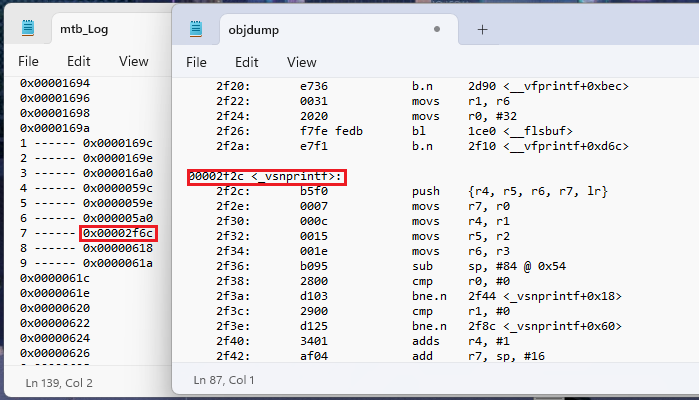 mtb_Log
File Edit View
0x00001694
0x00001696
0x00001698
0x0000169a
1 ------ 0x0000169c
2 ------ 0x0000169e
3 ------ 0x000016a0
4 ------ 0x0000059c
5 ------ 0x0000059e
6 ------ 0x000005a0
7 ------ 0x00002f6c
8 ------ 0x00000618
9 ------ 0x0000061a
0x0000061c
0x0000061e
0x00000620
0x00000622
0x00000624
0x00000626
Ln 139, Col 2
objdump
File Edit View
2f20: e736 b.n 2d90 <__vfprintf+0xbec>
2f22: 0031 movs r1, r6
2f24: 2020 movs r0, #32
2f26: f7fe fedb bl 1ce0 <__flsbuf>
2f2a: e7f1 b.n 2f10 <__vfprintf+0xd6c>
00002f2c <_vsnprintf>:
2f2c: b5f0 push {r4, r5, r6, r7, lr}
2f2e: 0007 movs r7, r0
2f30: 000c movs r4, r1
2f32: 0015 movs r5, r2
2f34: 001e movs r6, r3
2f36: b095 sub sp, #84 @ 0x54
2f38: 2800 cmp r0, #0
2f3a: d103 bne.n 2f44 <_vsnprintf+0x18>
2f3c: 2900 cmp r1, #0
2f3e: d125 bne.n 2f8c <_vsnprintf+0x60>
2f40: 3401 adds r4, #1
2f42: af04 add r7, sp, #16
Ln 87, Col 1